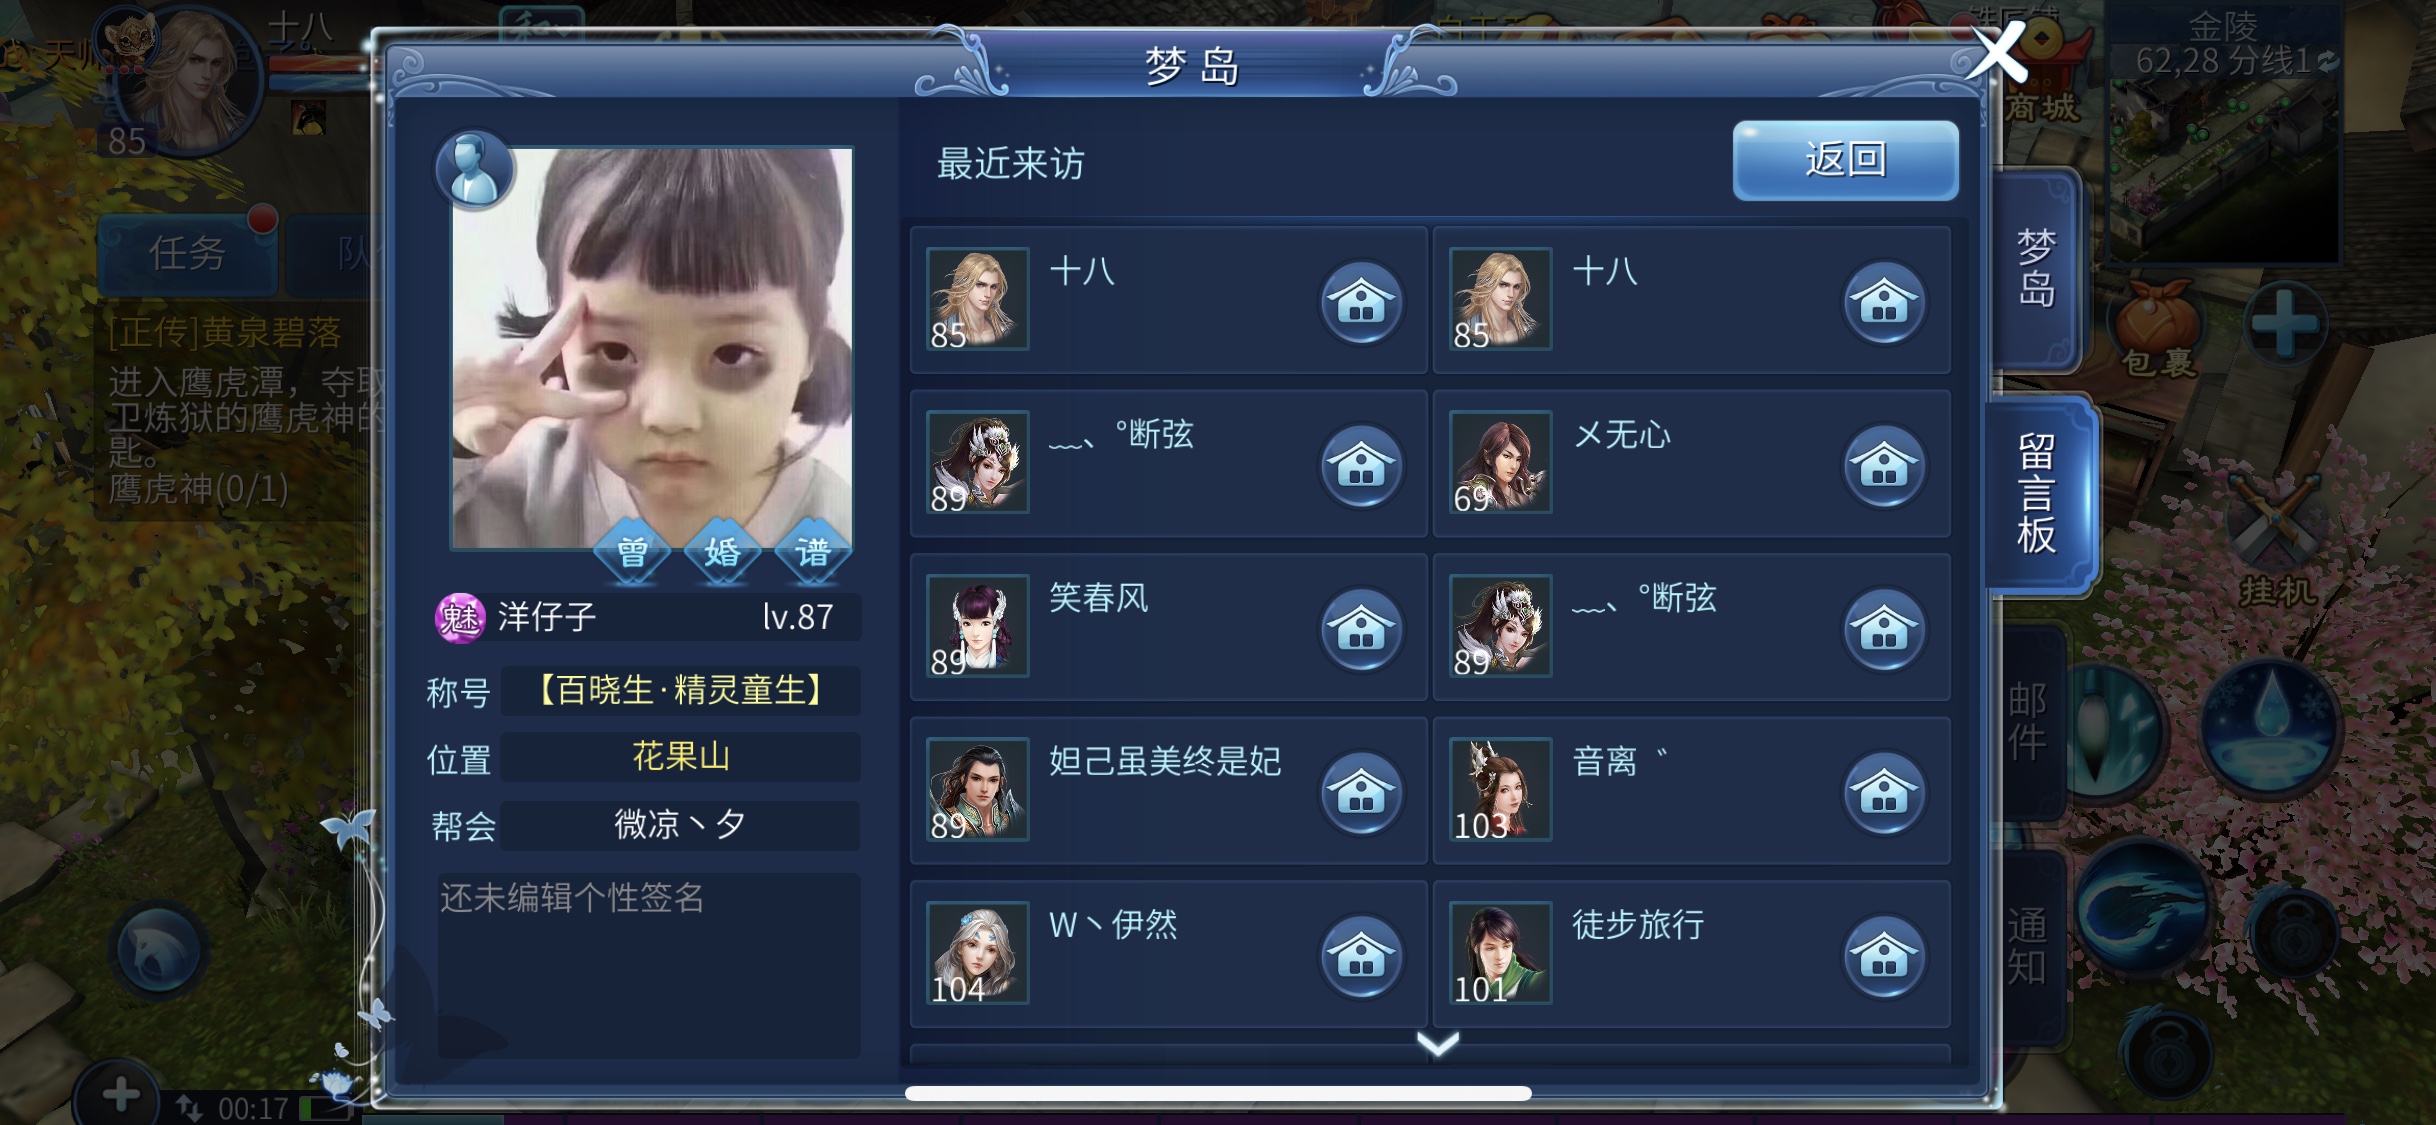 十八
85
任务
[正传]黄泉碧落
进入鹰虎潭，夺取
卫炼狱的鹰虎神的
匙。
鹰虎神(0/1)
00:17
梦岛
曾 婚 谱
魅 洋仔子 lv.87
称号 【百晓生·精灵童生】
位置 花果山
帮会 微凉丶夕
还未编辑个性签名
最近来访
返回
十八
85
十八
85
﹏、°断弦
89
㐅无心
69
笑春风
89
﹏、°断弦
89
妲己虽美终是妃
89
音离〝
103
W丶伊然
104
徒步旅行
101
梦岛
留言板
邮件
通知
金陵
62,28 分线1
商城
包裹
挂机